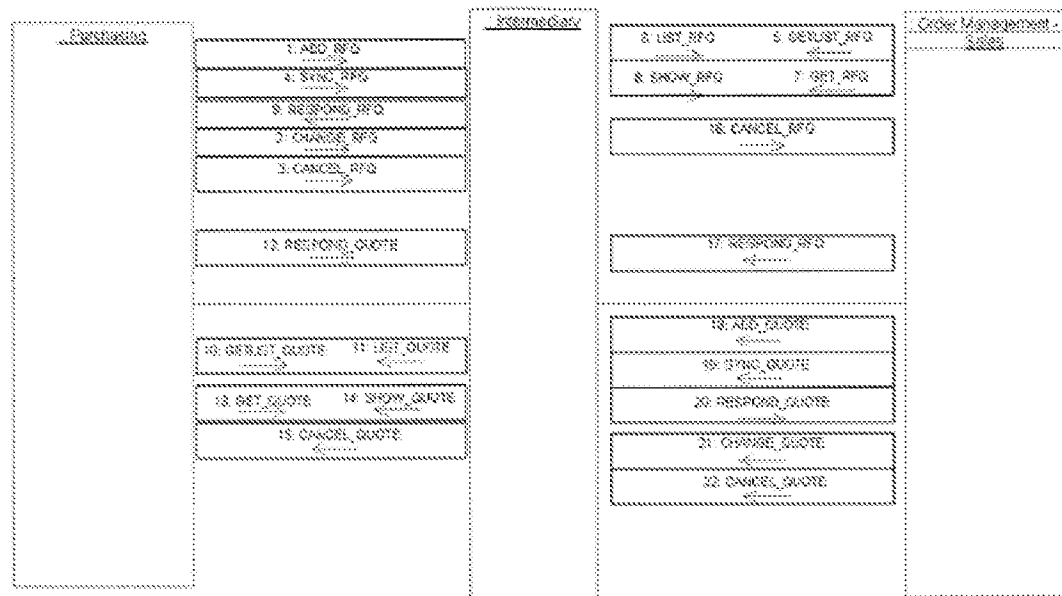 Purchasing
Intermediary
Order Management -
Sales
1: ADD_RFQ
4: SYNC_RFQ
9: RESPOND_RFQ
2: CHANGE_RFQ
3: CANCEL_RFQ
12: RESPOND_QUOTE
10: GETLIST_QUOTE 11: LIST_QUOTE
13: GET_QUOTE 14: SHOW_QUOTE
15: CANCEL_QUOTE
LIST_RFQ 5: GETLIST_RFQ
SHOW_RFQ 7: GET_RFQ
16: CANCEL_RFQ
17: RESPOND_RFQ
18: ADD_QUOTE
19: SYNC_QUOTE
20: RESPOND_QUOTE
21: CHANGE_QUOTE
22: CANCEL_QUOTE